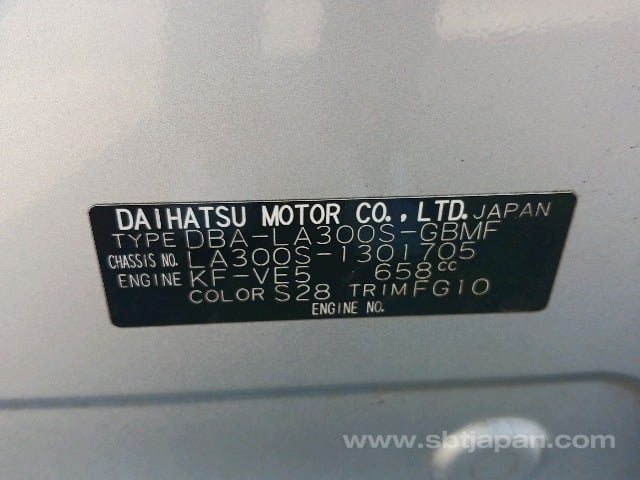 DAIHATSU MOTOR CO., LTD. JAPAN
TYPE DBA-LA300S-GBMF
CHASSIS NO. LA300S-1301705
ENGINE KF-VE5 658cc
COLOR S28 TRIM FG10
ENGINE NO.
www.sbtjapan.com